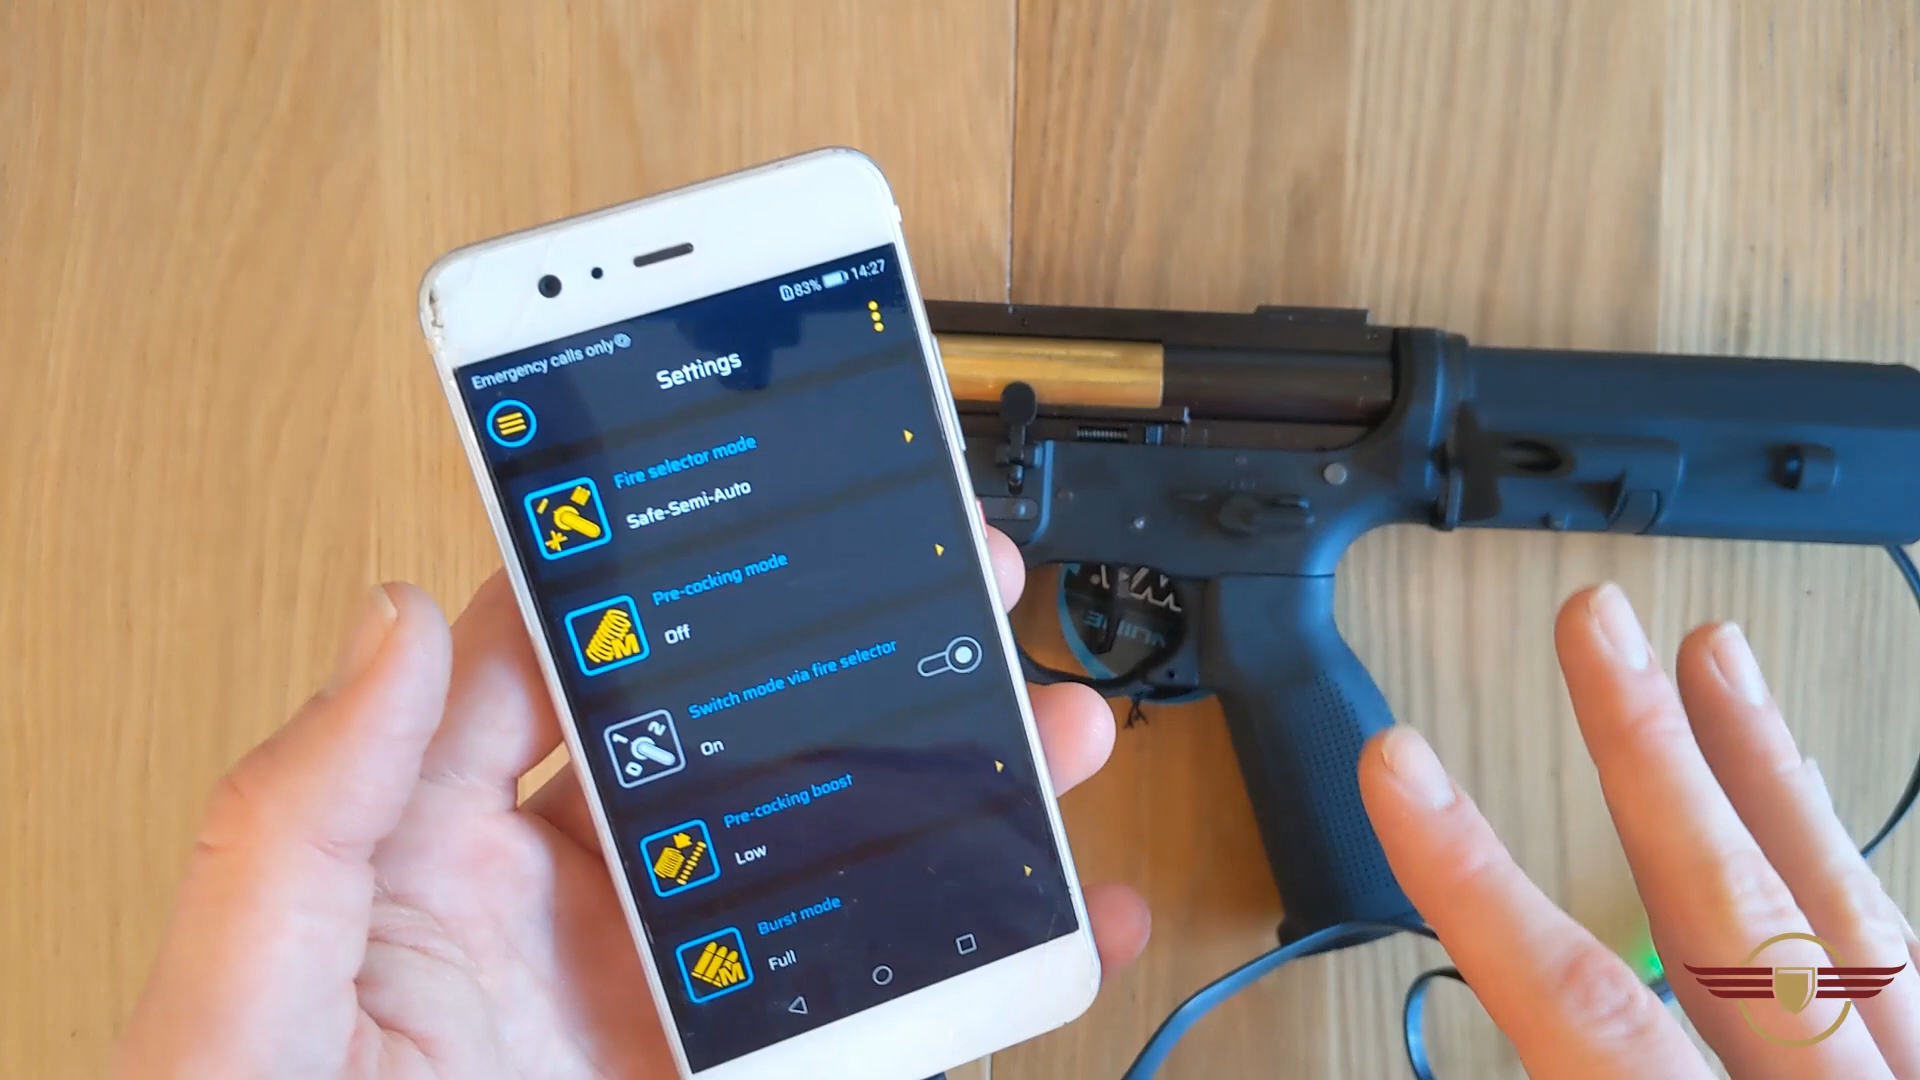 83% 14:27
Emergency calls only
Settings
Fire selector mode
Safe-Semi-Auto
Pre-cocking mode
Off
Switch mode via fire selector
On
Pre-cocking boost
Low
Burst mode
Full